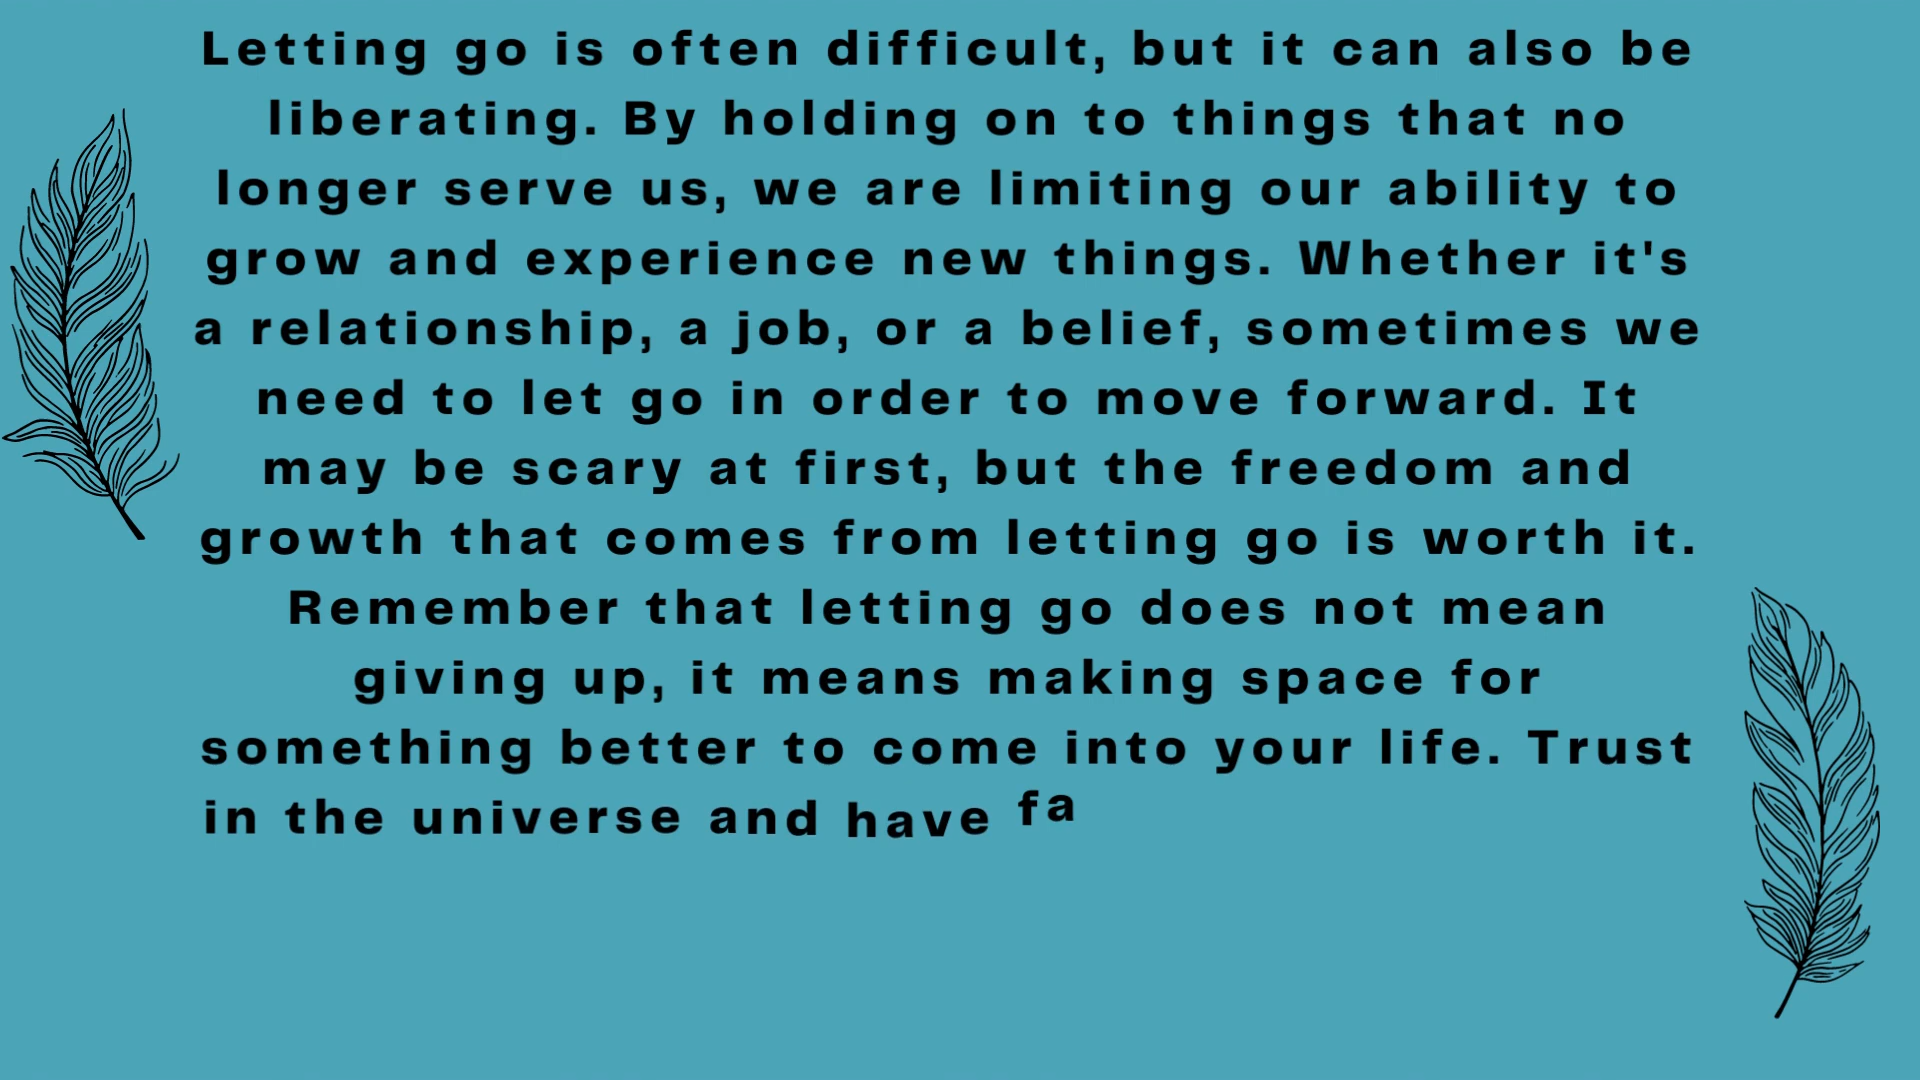 Letting go is often difficult, but it can also be
liberating. By holding on to things that no
longer serve us, we are limiting our ability to
grow and experience new things. Whether it's
a relationship, a job, or a belief, sometimes we
need to let go in order to move forward. It
may be scary at first, but the freedom and
growth that comes from letting go is worth it.
Remember that letting go does not mean
giving up, it means making space for
something better to come into your life. Trust
in the universe and have fa